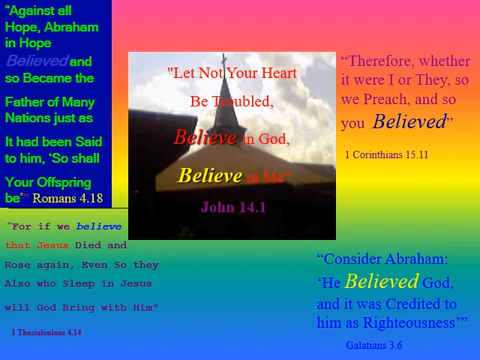 “Against all
Hope, Abraham
in Hope
Believed and
so Became the
Father of Many
Nations just as
It had been Said
to him, ‘So shall
Your Offspring
be’” Romans 4.18
"Let Not Your Heart
Be Troubled,
Believe in God,
Believe in Me"
John 14.1
“Therefore, whether
it were I or They, so
we Preach, and so
you Believed”
1 Corinthians 15.11
“For if we believe
that Jesus Died and
Rose again, Even So they
Also who Sleep in Jesus
will God Bring with Him”
1 Thessalonians 4.14
“Consider Abraham:
‘He Believed God,
and it was Credited to
him as Righteousness’”
Galatians 3.6